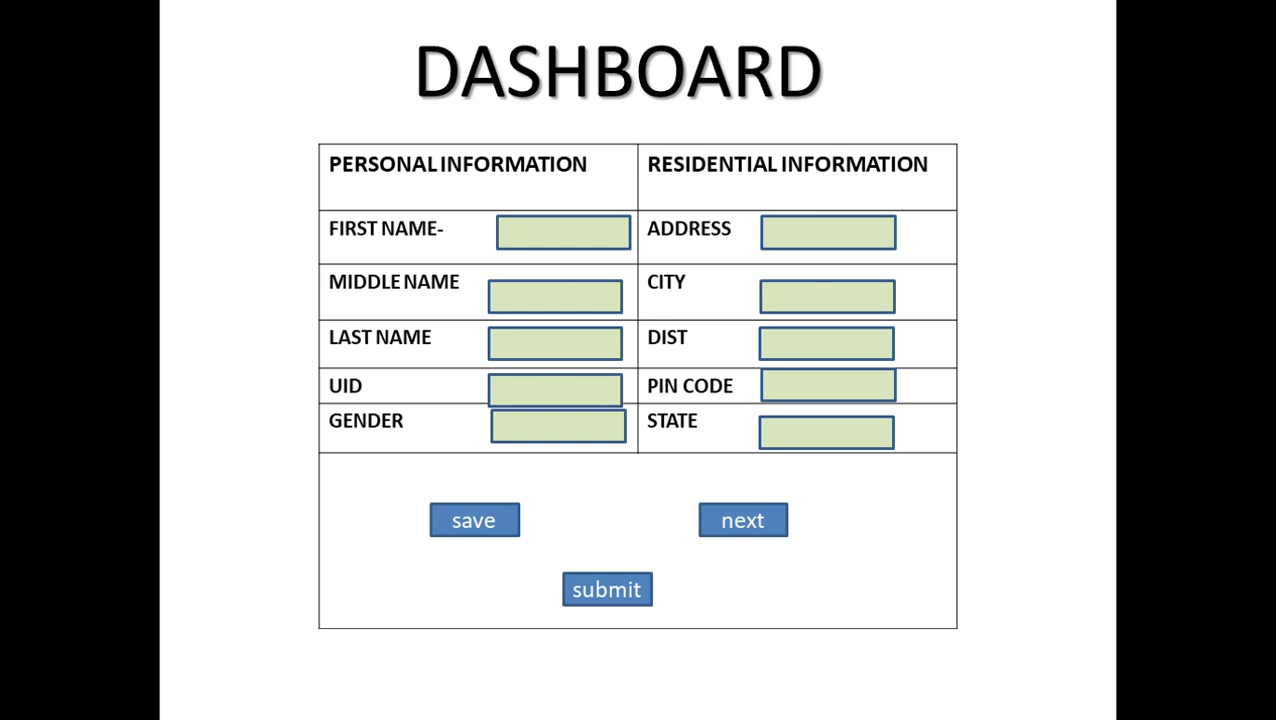 DASHBOARD
PERSONAL INFORMATION
RESIDENTIAL INFORMATION
FIRST NAME-
ADDRESS
MIDDLE NAME
CITY
LAST NAME
DIST
UID
PIN CODE
GENDER
STATE
save
next
submit